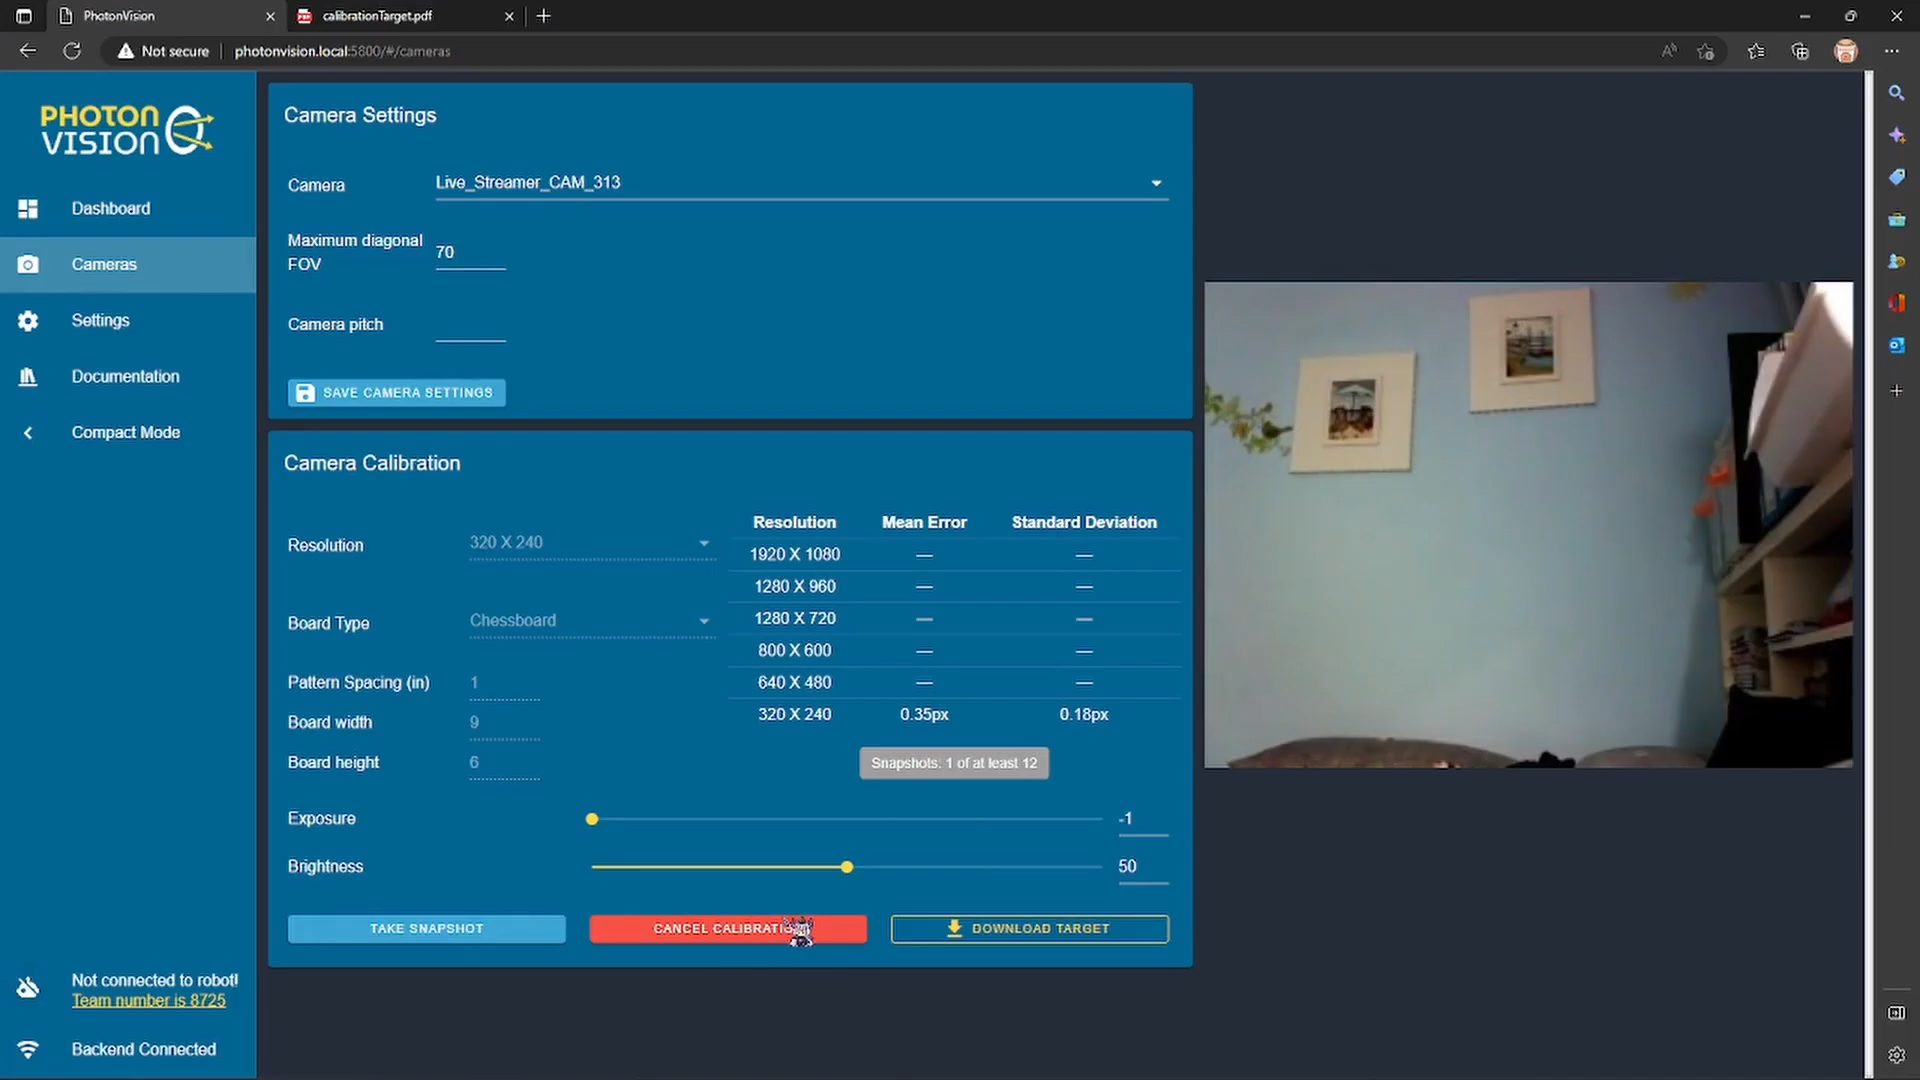 PhotonVision
calibrationTarget.pdf
Not secure
photonvision.local:5800/#/cameras
PHOTON
VISION
Dashboard
Cameras
Settings
Documentation
Compact Mode
Not connected to robot!
Team number is 8725
Backend Connected
Camera Settings
Camera
Live_Streamer_CAM_313
Maximum diagonal
FOV
70
Camera pitch
SAVE CAMERA SETTINGS
Camera Calibration
Resolution
320 X 240
Board Type
Chessboard
Pattern Spacing (in)
1
Board width
9
Board height
6
Resolution Mean Error Standard Deviation
1920 X 1080 — —
1280 X 960 — —
1280 X 720 — —
800 X 600 — —
640 X 480 — —
320 X 240 0.35px 0.18px
Snapshots: 1 of at least 12
Exposure
-1
Brightness
50
TAKE SNAPSHOT
CANCEL CALIBRATION
DOWNLOAD TARGET